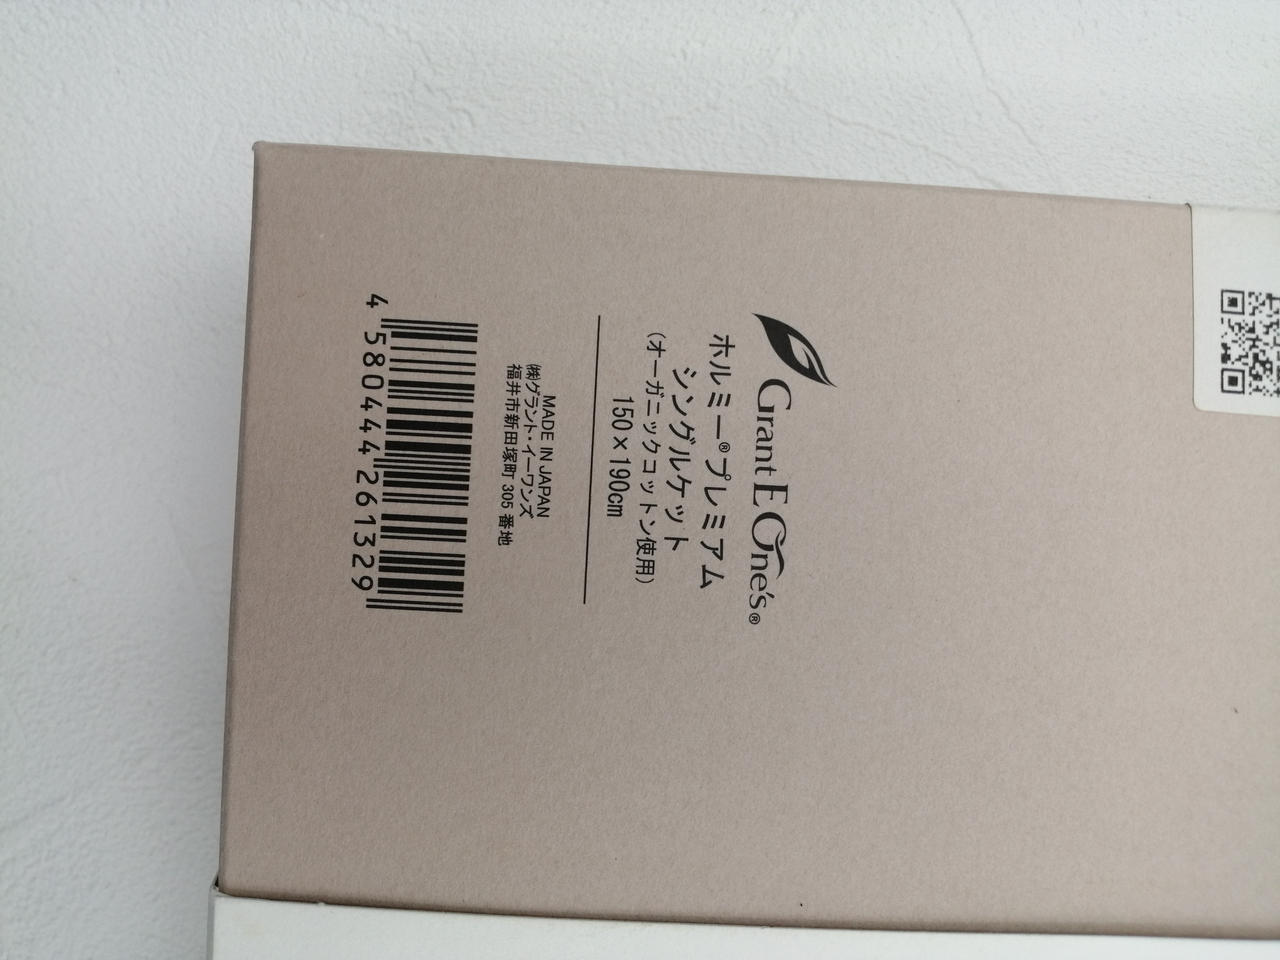 Grant E One's®
ホルミー®プレミアム
シングルケット
(オーガニックコットン使用)
150×190cm
MADE IN JAPAN
㈱グラント・イーワンズ
福井市新田塚町 305 番地
4 580444 261329